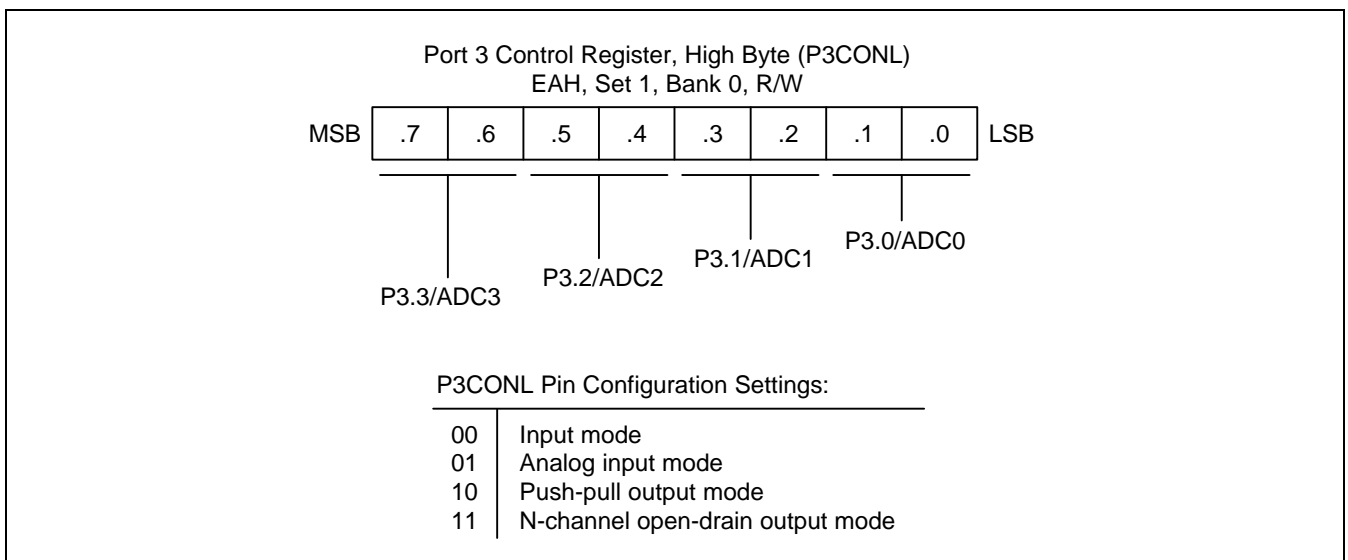 Port 3 Control Register, High Byte (P3CONL)
EAH, Set 1, Bank 0, R/W
MSB .7 .6 .5 .4 .3 .2 .1 .0 LSB
P3.3/ADC3 P3.2/ADC2 P3.1/ADC1 P3.0/ADC0
P3CONL Pin Configuration Settings:
00 Input mode
01 Analog input mode
10 Push-pull output mode
11 N-channel open-drain output mode